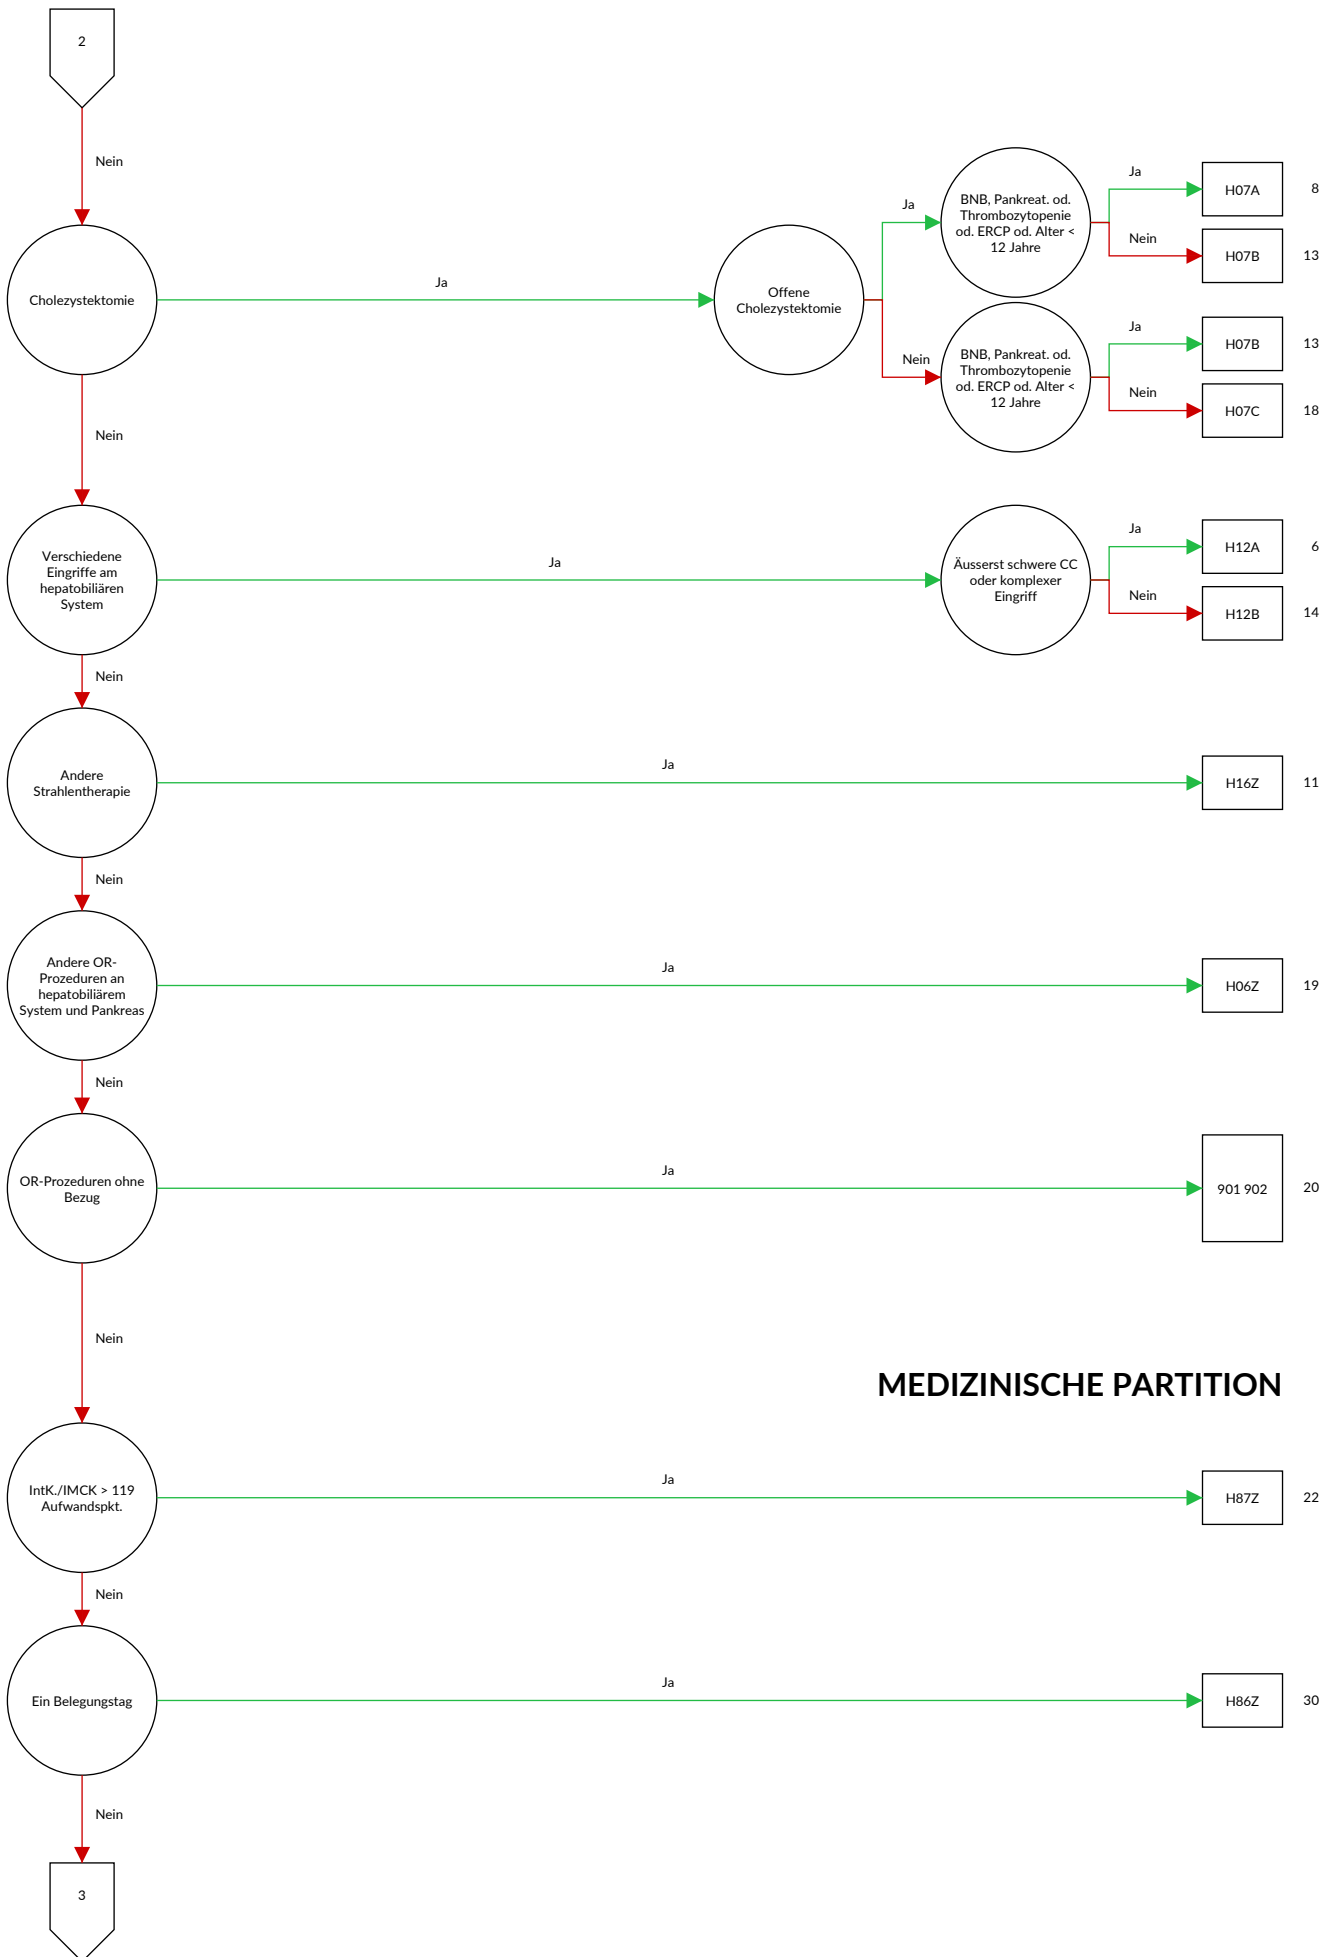 2
Nein
Cholezystektomie
Ja
Offene
Cholezystektomie
Ja
BNB, Pankreat. od.
Thrombozytopenie
od. ERCP od. Alter <
12 Jahre
Ja
H07A
8
Nein
H07B
13
Nein
BNB, Pankreat. od.
Thrombozytopenie
od. ERCP od. Alter <
12 Jahre
Ja
H07B
13
Nein
H07C
18
Nein
Verschiedene
Eingriffe am
hepatobiliären
System
Ja
Äusserst schwere CC
oder komplexer
Eingriff
Ja
H12A
6
Nein
H12B
14
Nein
Andere
Strahlentherapie
Ja
H16Z
11
Nein
Andere OR-
Prozeduren an
hepatobiliärem
System und Pankreas
Ja
H06Z
19
Nein
OR-Prozeduren ohne
Bezug
Ja
901 902
20
Nein
MEDIZINISCHE PARTITION
IntK./IMCK > 119
Aufwandspkt.
Ja
H87Z
22
Nein
Ein Belegungstag
Ja
H86Z
30
Nein
3